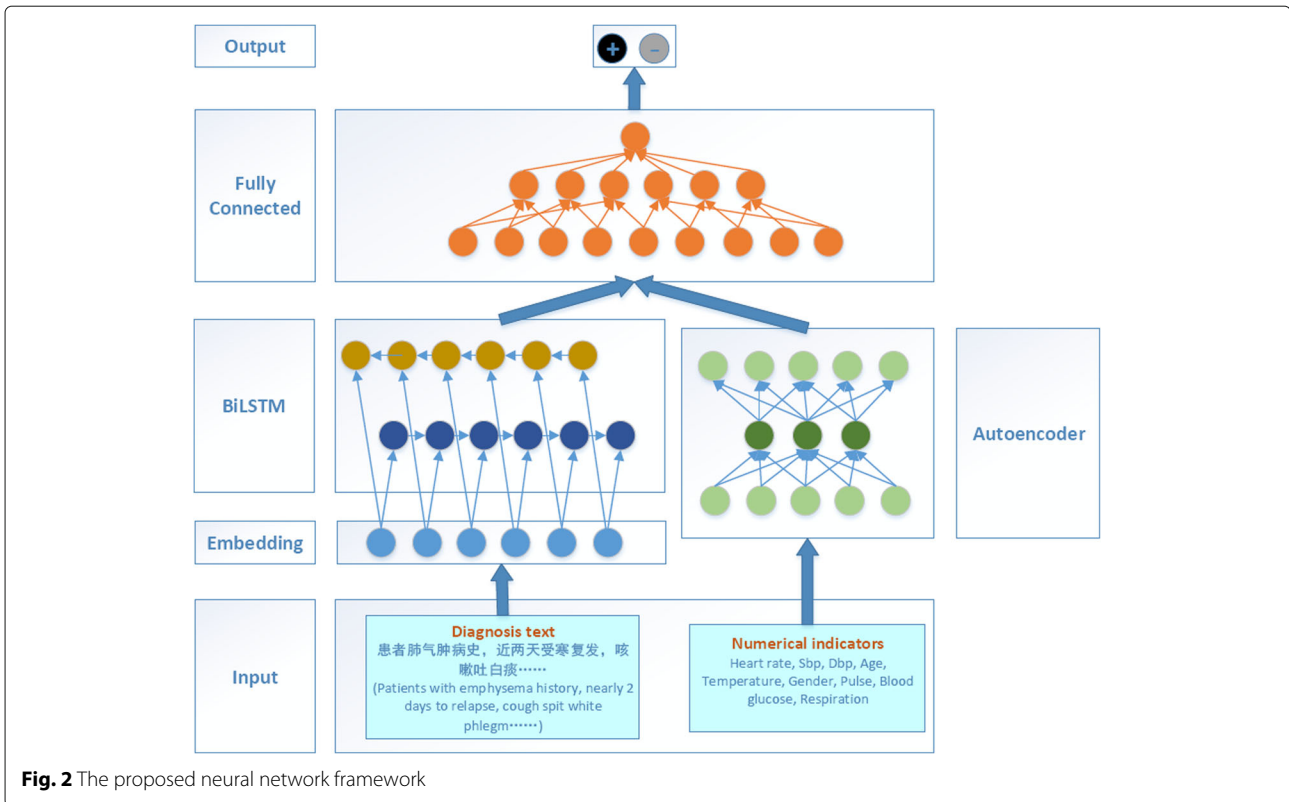 Output
+ -
Fully
Connected
BiLSTM
Autoencoder
Embedding
Input
Diagnosis text
患者肺气肿病史，近两天受寒复发，咳
嗽吐白痰……
(Patients with emphysema history, nearly 2
days to relapse, cough spit white
phlegm……)
Numerical indicators
Heart rate, Sbp, Dbp, Age,
Temperature, Gender, Pulse, Blood
glucose, Respiration
Fig. 2 The proposed neural network framework